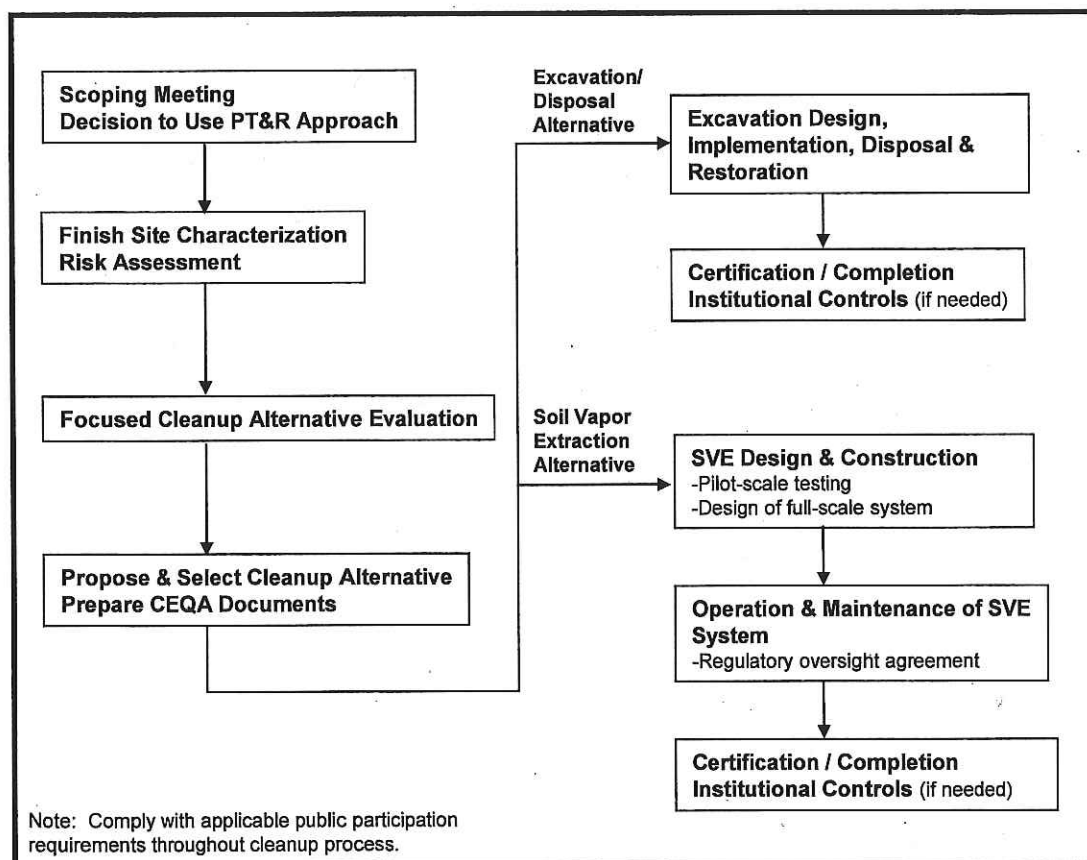 Scoping Meeting
Decision to Use PT&R Approach
Finish Site Characterization
Risk Assessment
Focused Cleanup Alternative Evaluation
Propose & Select Cleanup Alternative
Prepare CEQA Documents
Excavation/
Disposal
Alternative
Excavation Design,
Implementation, Disposal &
Restoration
Certification / Completion
Institutional Controls (if needed)
Soil Vapor
Extraction
Alternative
SVE Design & Construction
-Pilot-scale testing
-Design of full-scale system
Operation & Maintenance of SVE
System
-Regulatory oversight agreement
Certification / Completion
Institutional Controls (if needed)
Note: Comply with applicable public participation
requirements throughout cleanup process.